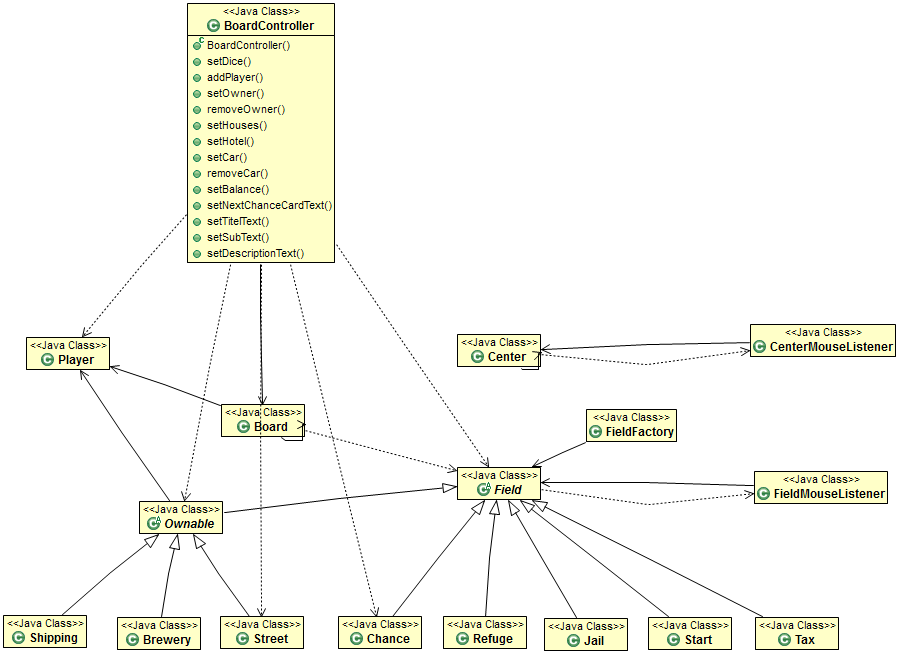 <<Java Class>>
BoardController
BoardController()
setDice()
addPlayer()
setOwner()
removeOwner()
setHouses()
setHotel()
setCar()
removeCar()
setBalance()
setNextChanceCardText()
setTitelText()
setSubText()
setDescriptionText()
<<Java Class>>
Player
<<Java Class>>
Center
<<Java Class>>
CenterMouseListener
<<Java Class>>
Board
<<Java Class>>
FieldFactory
<<Java Class>>
Field
<<Java Class>>
FieldMouseListener
<<Java Class>>
Ownable
<<Java Class>>
Shipping
<<Java Class>>
Brewery
<<Java Class>>
Street
<<Java Class>>
Chance
<<Java Class>>
Refuge
<<Java Class>>
Jail
<<Java Class>>
Start
<<Java Class>>
Tax